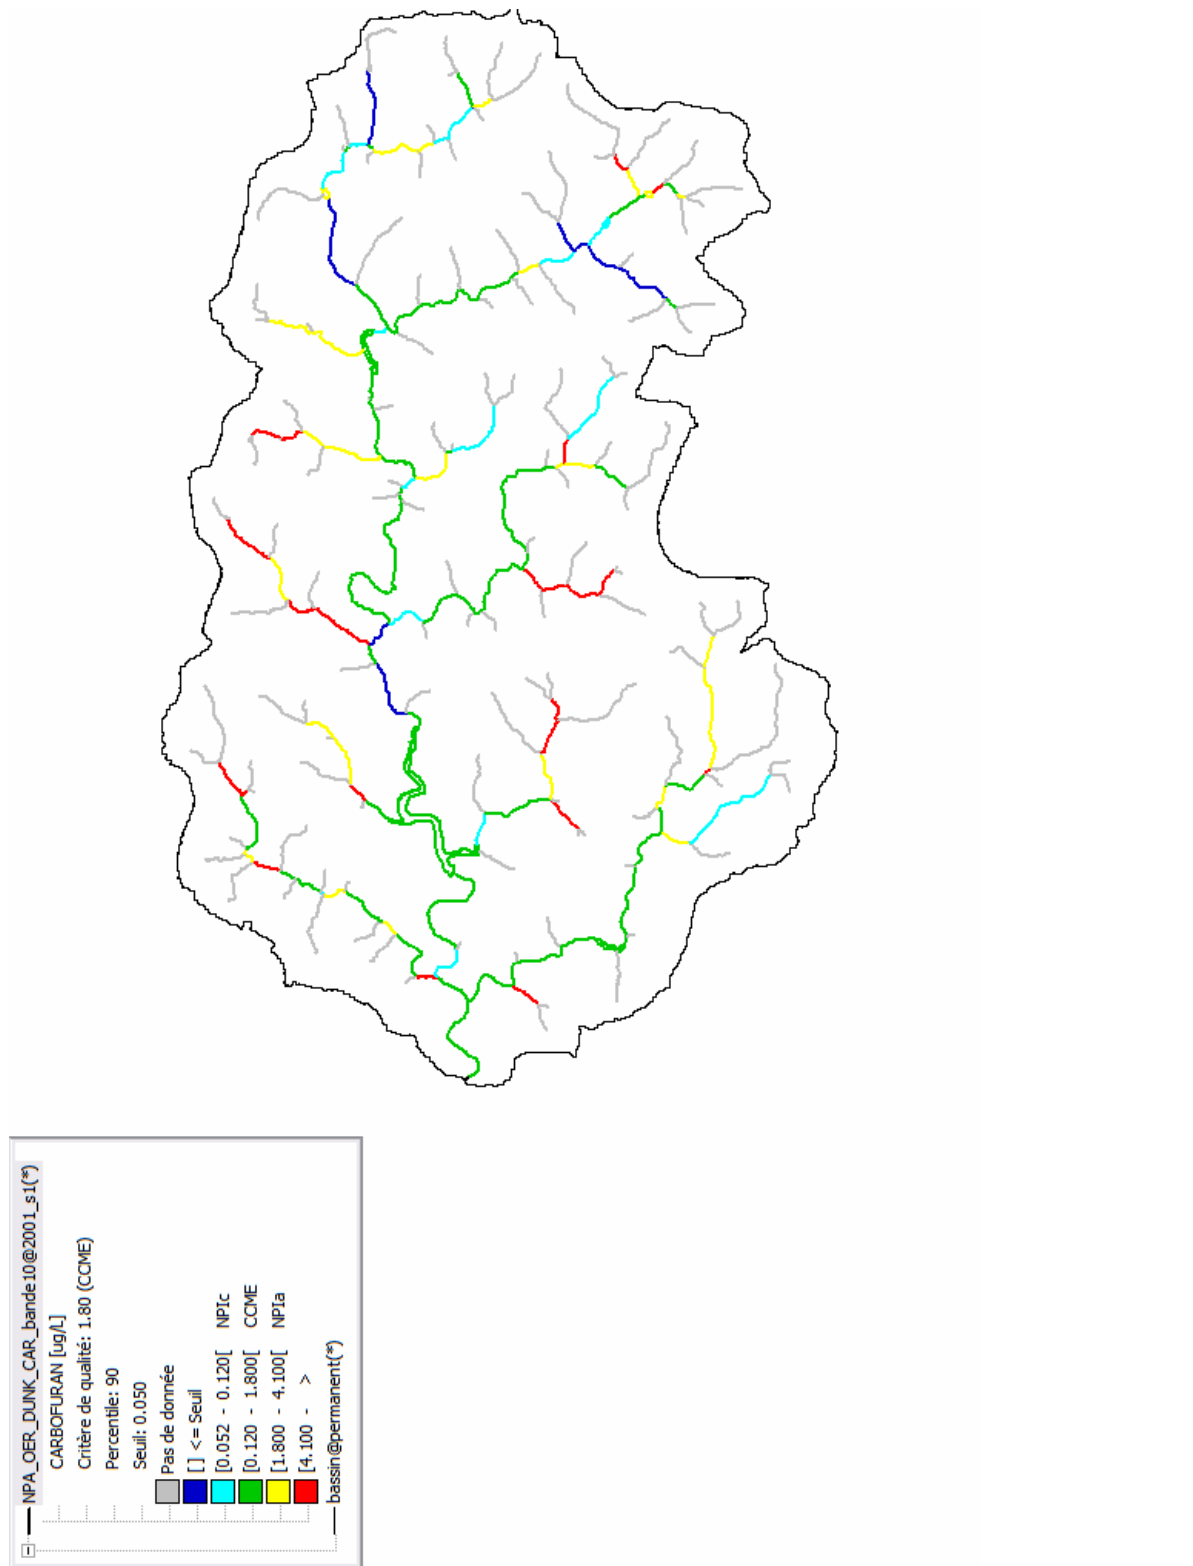 NPA_OER_DUNK_CAR_bande10@2001_s1(*)
CARBOFURAN [ug/L]
Critère de qualité: 1.80 (CCME)
Percentile: 90
Seuil: 0.050
Pas de donnée
[ ] <= Seuil
[0.052 - 0.120[ NPIc
[0.120 - 1.800[ CCME
[1.800 - 4.100[ NPIa
[4.100 - >
bassin@permanent(*)